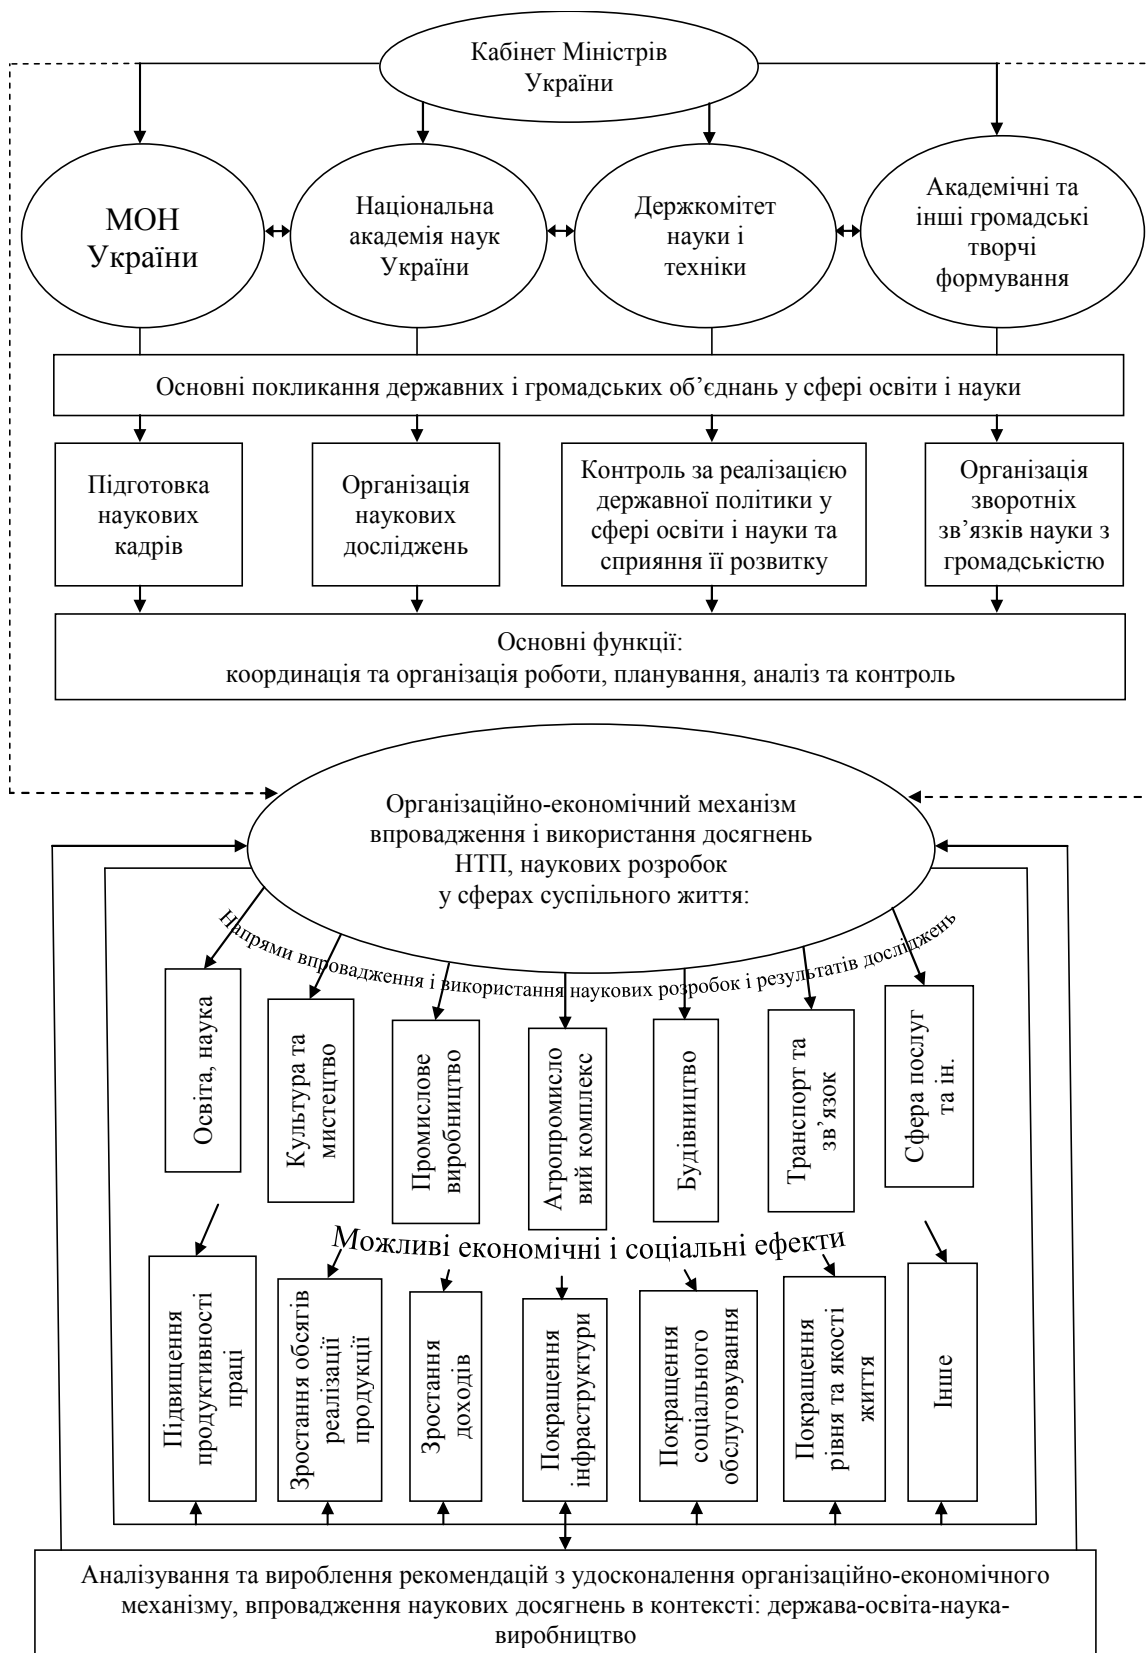 Кабінет Міністрів
України
МОН
України
Національна
академія наук
України
Держкомітет
науки і
техніки
Академічні та
інші громадські
творчі
формування
Основні покликання державних і громадських об’єднань у сфері освіти і науки
Підготовка
наукових
кадрів
Організація
наукових
досліджень
Контроль за реалізацією
державної політики у
сфері освіти і науки та
сприяння її розвитку
Організація
зворотніх
зв’язків науки з
громадськістю
Основні функції:
координація та організація роботи, планування, аналіз та контроль
Організаційно-економічний механізм
впровадження і використання досягнень
НТП, наукових розробок
у сферах суспільного життя:
Напрями впровадження і використання наукових розробок і результатів досліджень
Освіта, наука
Культура та
мистецтво
Промислове
виробництво
Агропромисло
вий комплекс
Будівництво
Транспорт та
зв’язок
Сфера послуг
та ін.
Можливі економічні і соціальні ефекти
Підвищення
продуктивності
праці
Зростання обсягів
реалізації
продукції
Зростання
доходів
Покращення
інфраструктури
Покращення
соціального
обслуговування
Покращення
рівня та якості
життя
Інше
Аналізування та вироблення рекомендацій з удосконалення організаційно-економічного
механізму, впровадження наукових досягнень в контексті: держава-освіта-наука-
виробництво